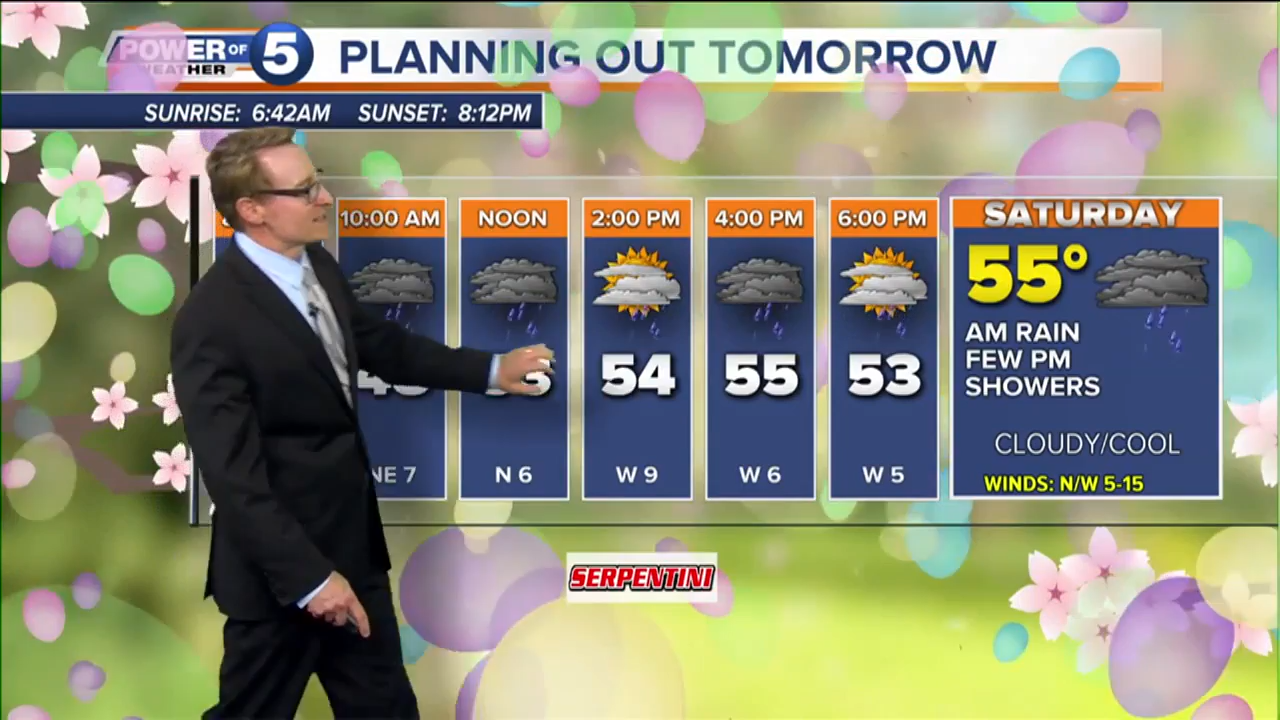 POWER OF 5
WEATHER
PLANNING OUT TOMORROW
SUNRISE: 6:42AM SUNSET: 8:12PM
10:00 AM NOON 2:00 PM 4:00 PM 6:00 PM SATURDAY
55°
AM RAIN
FEW PM
SHOWERS
54 55 53
CLOUDY/COOL
NE 7 N 6 W 9 W 6 W 5
WINDS: N/W 5-15
SERPENTINI